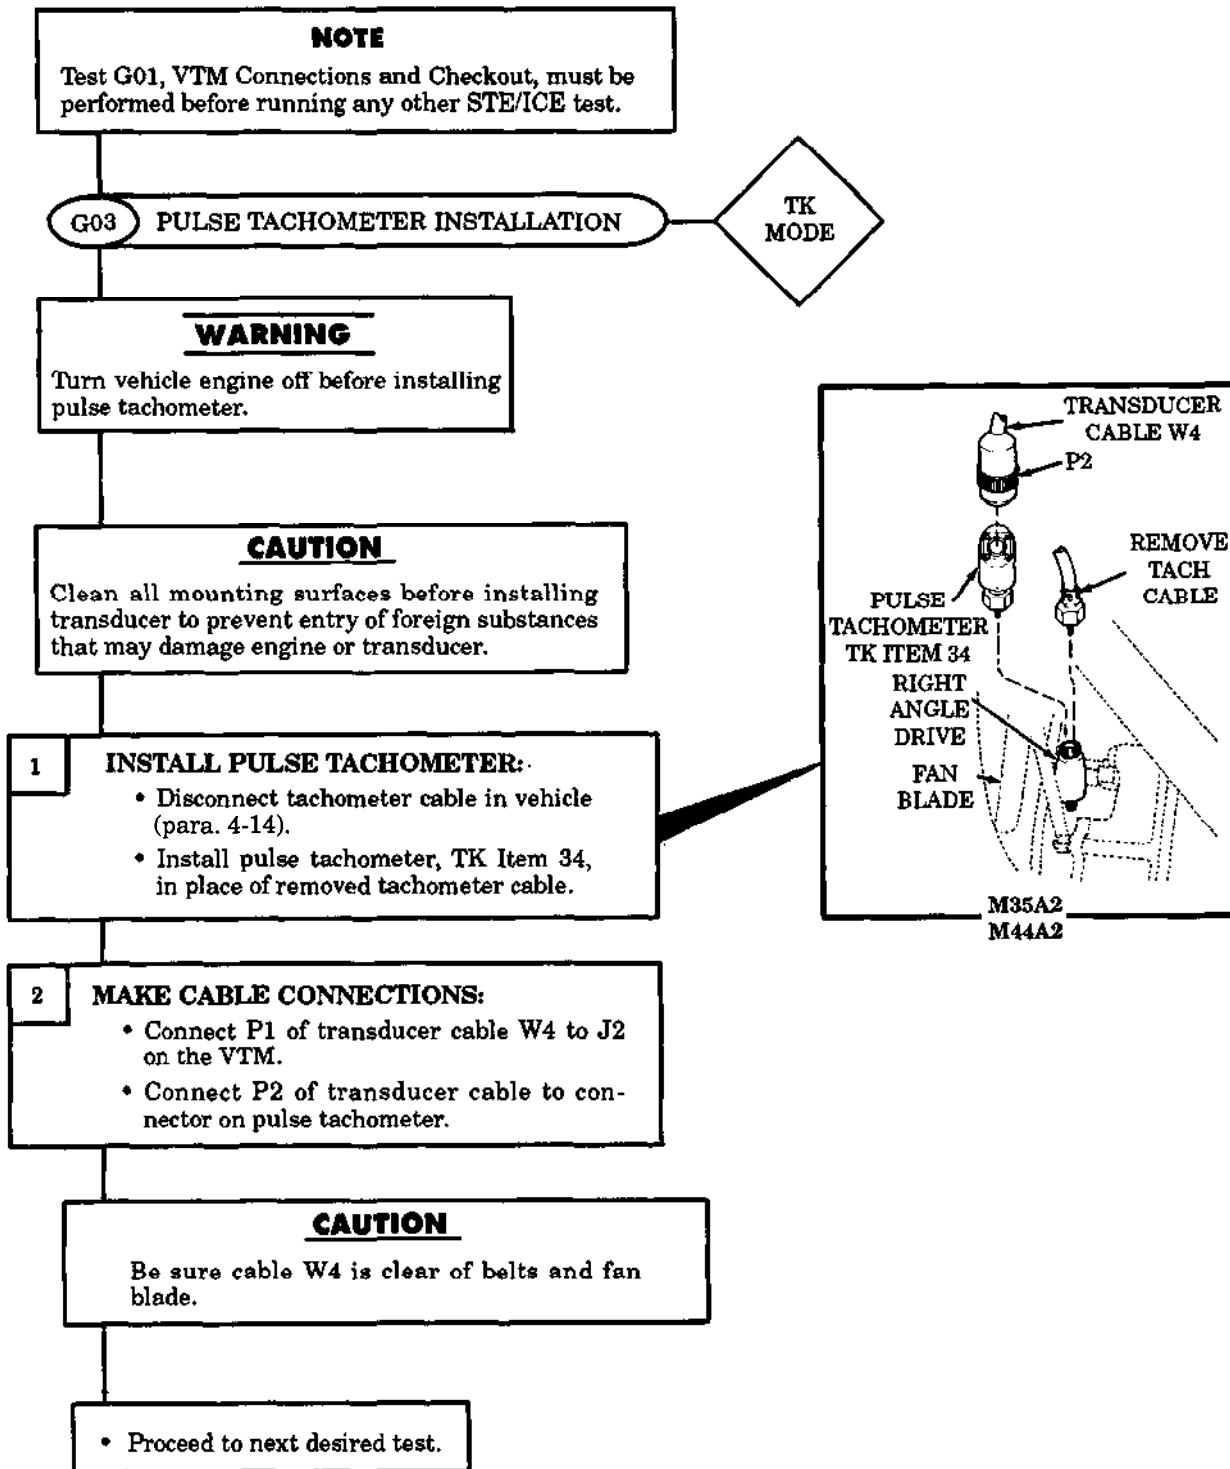 NOTE
Test G01, VTM Connections and Checkout, must be
performed before running any other STE/ICE test.
G03 PULSE TACHOMETER INSTALLATION
TK
MODE
WARNING
Turn vehicle engine off before installing
pulse tachometer.
CAUTION
Clean all mounting surfaces before installing
transducer to prevent entry of foreign substances
that may damage engine or transducer.
1 INSTALL PULSE TACHOMETER:
• Disconnect tachometer cable in vehicle
(para. 4-14).
• Install pulse tachometer, TK Item 34,
in place of removed tachometer cable.
TRANSDUCER
CABLE W4
P2
REMOVE
TACH
CABLE
PULSE
TACHOMETER
TK ITEM 34
RIGHT
ANGLE
DRIVE
FAN
BLADE
M35A2
M44A2
2 MAKE CABLE CONNECTIONS:
• Connect P1 of transducer cable W4 to J2
on the VTM.
• Connect P2 of transducer cable to con-
nector on pulse tachometer.
CAUTION
Be sure cable W4 is clear of belts and fan
blade.
• Proceed to next desired test.